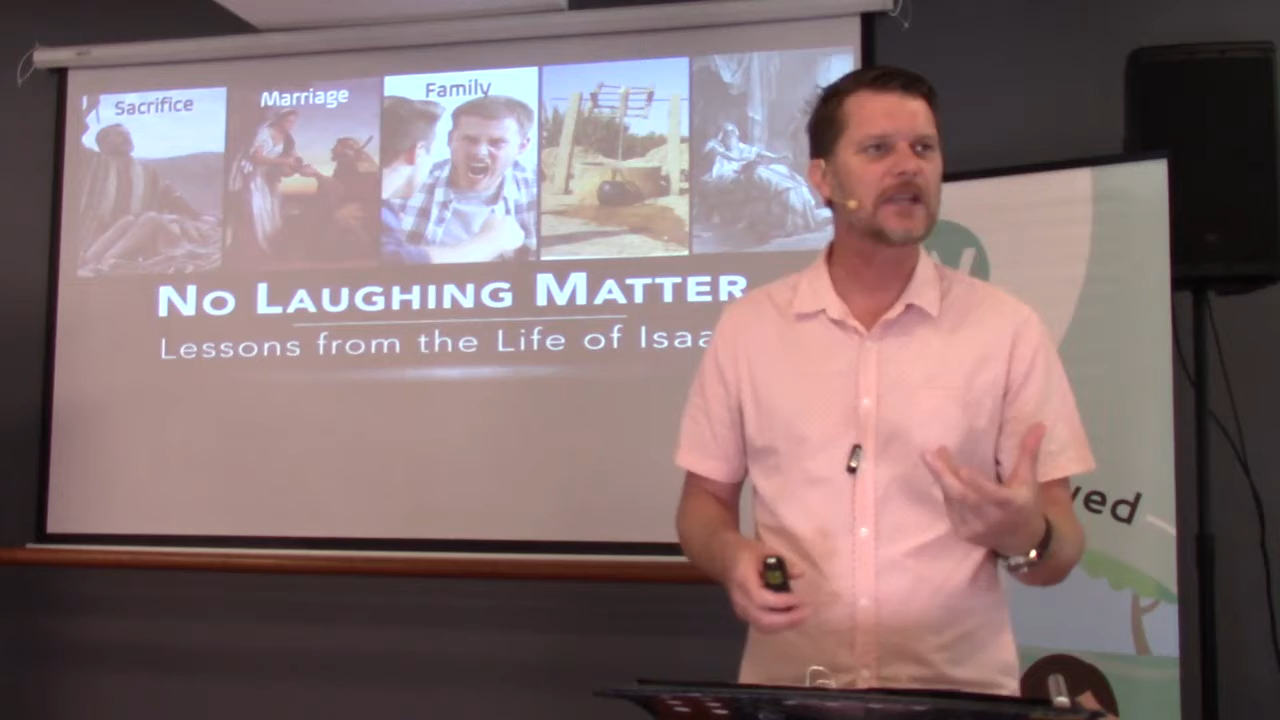 Sacrifice
Marriage
Family
NO LAUGHING MATTER
Lessons from the Life of Isaa
ved